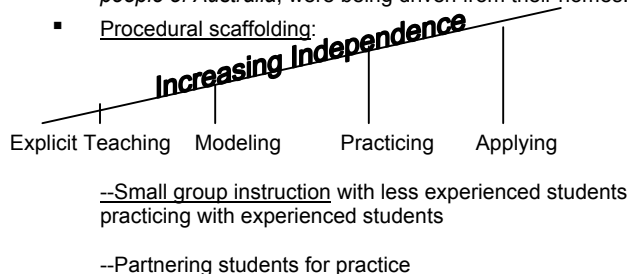 people of Australia, were being driven from their homes.
▪ Procedural scaffolding:
Increasing Independence
Explicit Teaching Modeling Practicing Applying
--Small group instruction with less experienced students
practicing with experienced students
--Partnering students for practice